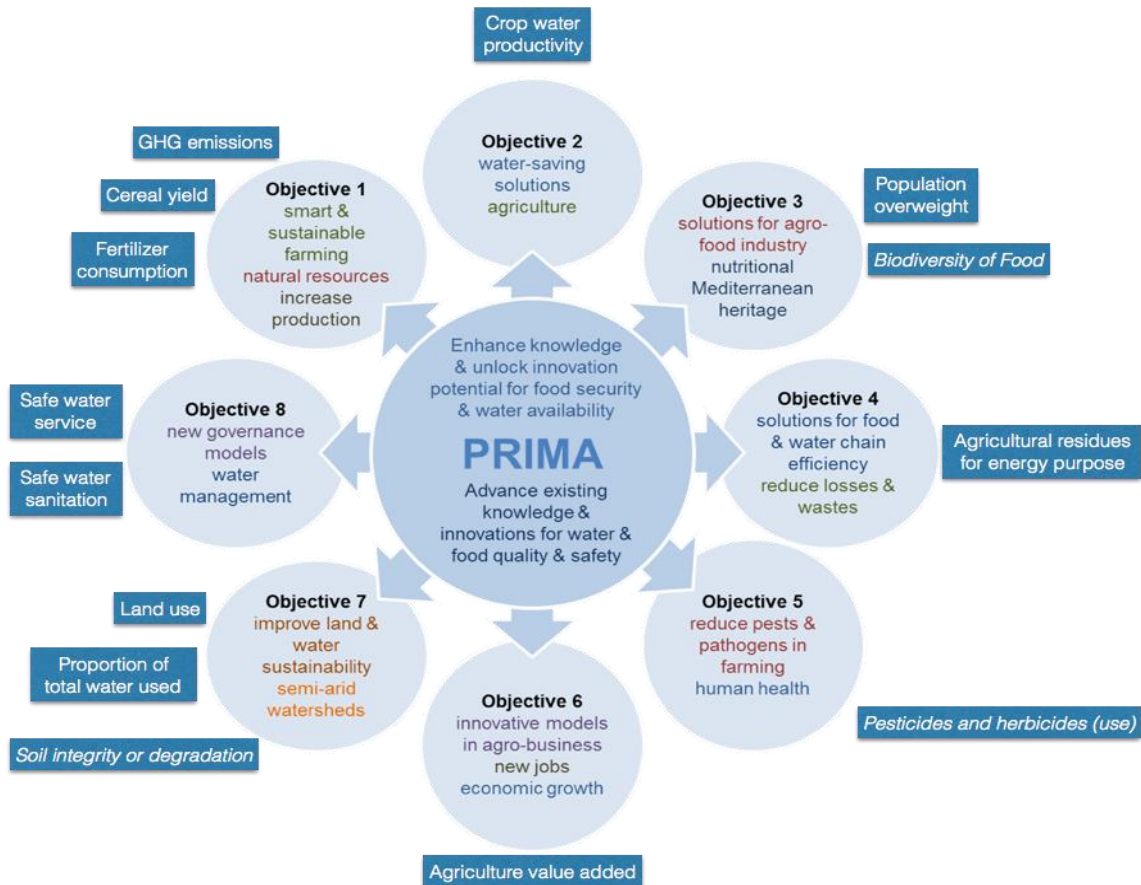 Crop water
productivity
Objective 2
water-saving
solutions
agriculture
GHG emissions
Cereal yield
Fertilizer
consumption
Objective 1
smart &
sustainable
farming
natural resources
increase
production
Objective 3
solutions for agro-
food industry
nutritional
Mediterranean
heritage
Population
overweight
Biodiversity of Food
Enhance knowledge
& unlock innovation
potential for food security
& water availability
PRIMA
Advance existing
knowledge &
innovations for water &
food quality & safety
Safe water
service
Safe water
sanitation
Objective 8
new governance
models
water
management
Objective 4
solutions for food
& water chain
efficiency
reduce losses &
wastes
Agricultural residues
for energy purpose
Land use
Proportion of
total water used
Soil integrity or degradation
Objective 7
improve land &
water
sustainability
semi-arid
watersheds
Objective 5
reduce pests &
pathogens in
farming
human health
Pesticides and herbicides (use)
Objective 6
innovative models
in agro-business
new jobs
economic growth
Agriculture value added